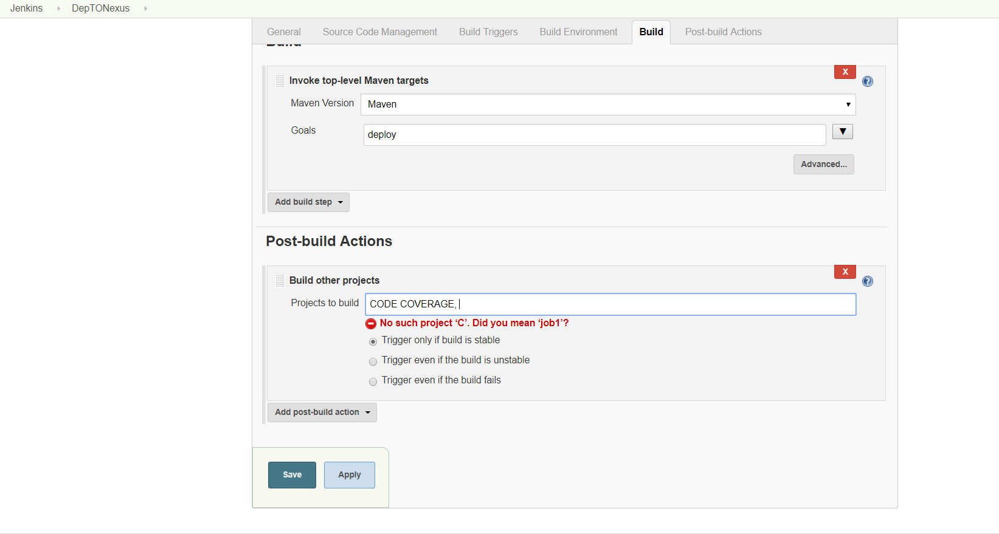 Jenkins DepTONexus
General Source Code Management Build Triggers Build Environment Build Post-build Actions
Build
Invoke top-level Maven targets X
Maven Version Maven
Goals deploy
Advanced...
Add build step
Post-build Actions
Build other projects X
Projects to build CODE COVERAGE,
No such project ‘C’. Did you mean ‘job1’?
Trigger only if build is stable
Trigger even if the build is unstable
Trigger even if the build fails
Add post-build action
Save Apply